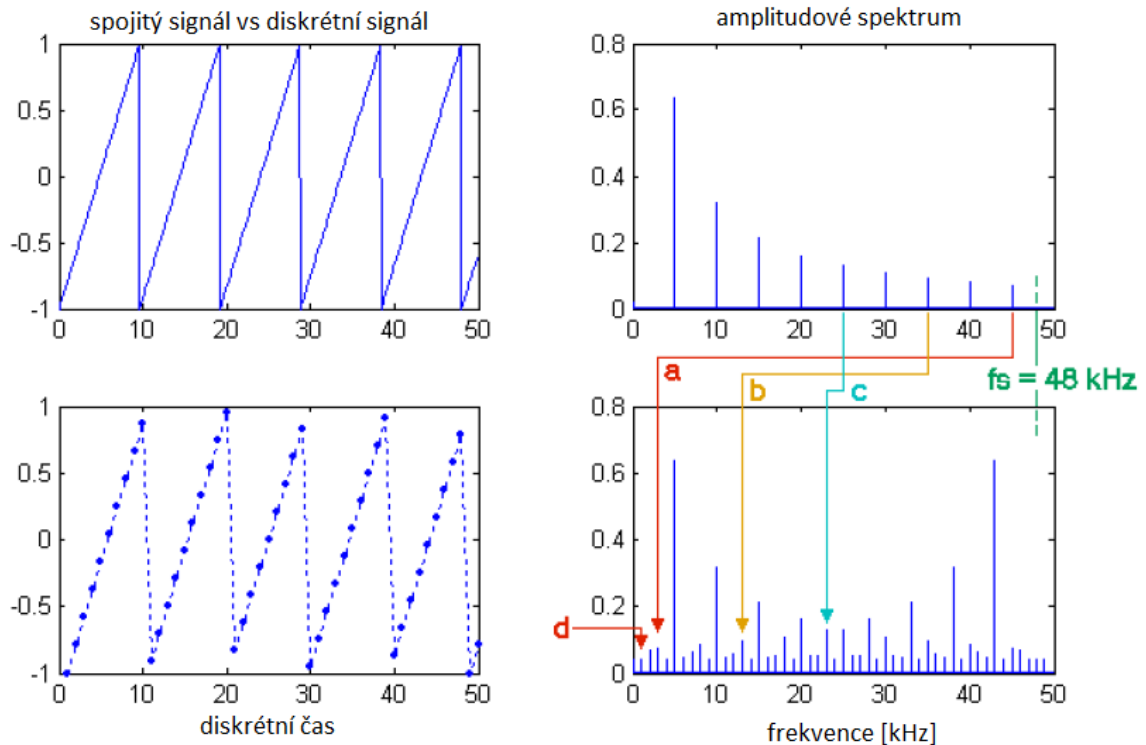 spojitý signál vs diskrétní signál
1
0.5
0
-0.5
-1
0 10 20 30 40 50
amplitudové spektrum
0.8
0.6
0.4
0.2
0
0 10 20 30 40 50
a
b
c
fs = 48 kHz
1
0.5
0
-0.5
-1
0 10 20 30 40 50
diskrétní čas
0.8
0.6
0.4
0.2
d
0
0 10 20 30 40 50
frekvence [kHz]